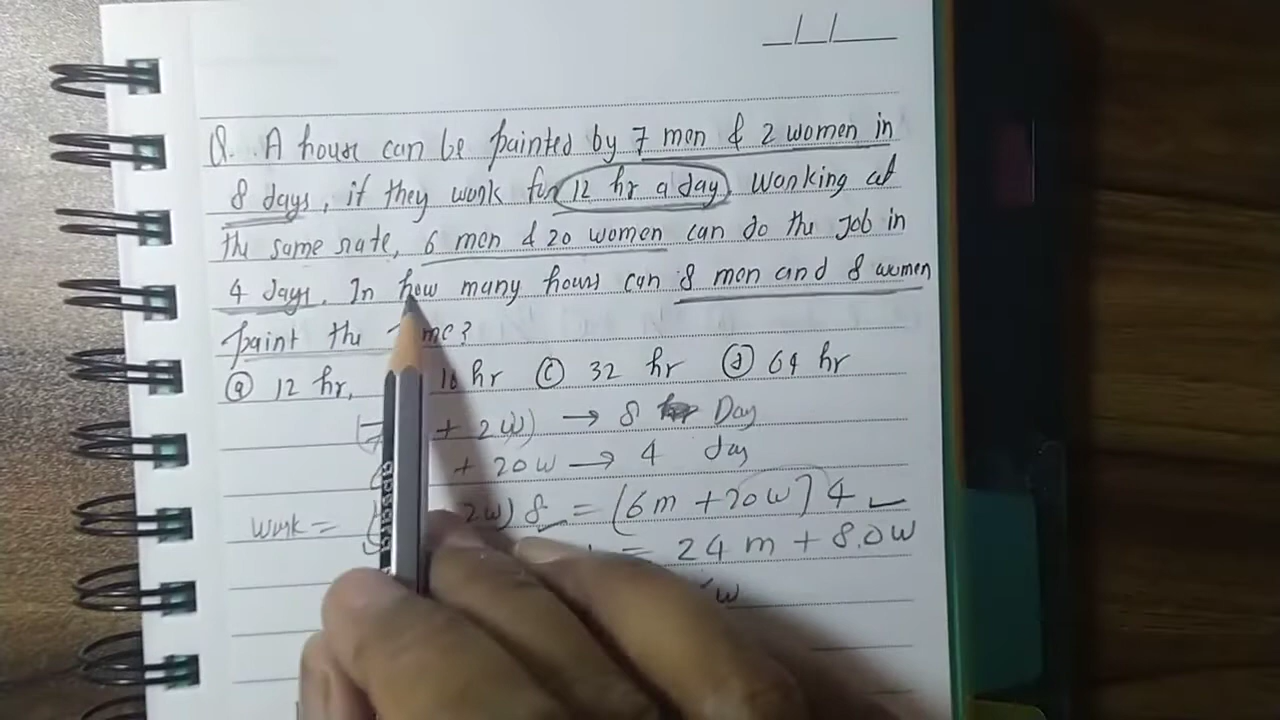 Q. A house can be painted by 7 men & 2 women in
8 days, if they work for 12 hr a day. Working at
the same rate, 6 men & 20 women can do the Job in
4 days. In how many hours can 8 men and 8 women
paint the
@ 12 hr, hr © 32 hr ⓓ 64 hr
+ 2W) → 8 Day
+ 20W → 4 day
Work = 2W) 8 = (6m + 20W) 4
= 24m + 80W
W